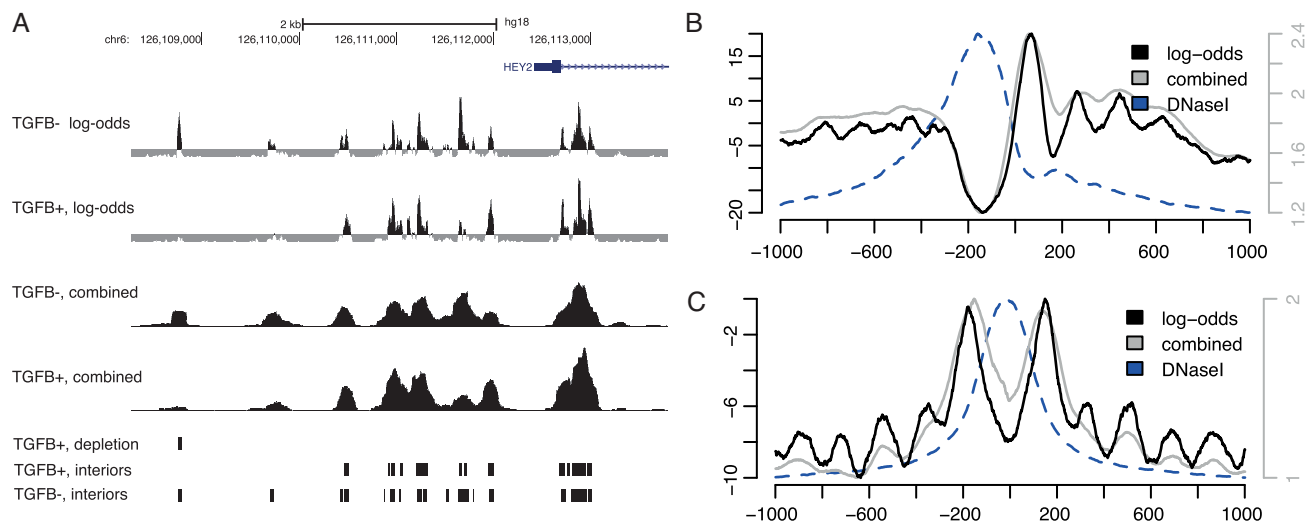 A
2 kb
hg18
chr6: 126,109,000 126,110,000 126,111,000 126,112,000 126,113,000
HEY2
TGFB- log-odds
TGFB+, log-odds
TGFB-, combined
TGFB+, combined
TGFB+, depletion
TGFB+, interiors
TGFB-, interiors
B
15
5
−5
−20
2.4
2
1.6
1.2
log−odds
combined
DNaseI
−1000 −600 −200 200 600 1000
C
−2
−6
−10
2
1
log−odds
combined
DNaseI
−1000 −600 −200 200 600 1000